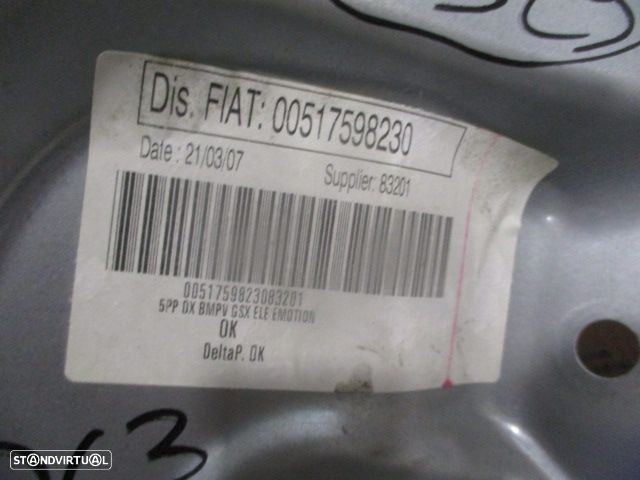 Dis. FIAT: 00517598230
Date : 21/03/07
Supplier: 83201
0051759823083201
5PP DX BMPV GSX ELE EMOTION
OK
DeltaP. OK
STANDVIRTUAL